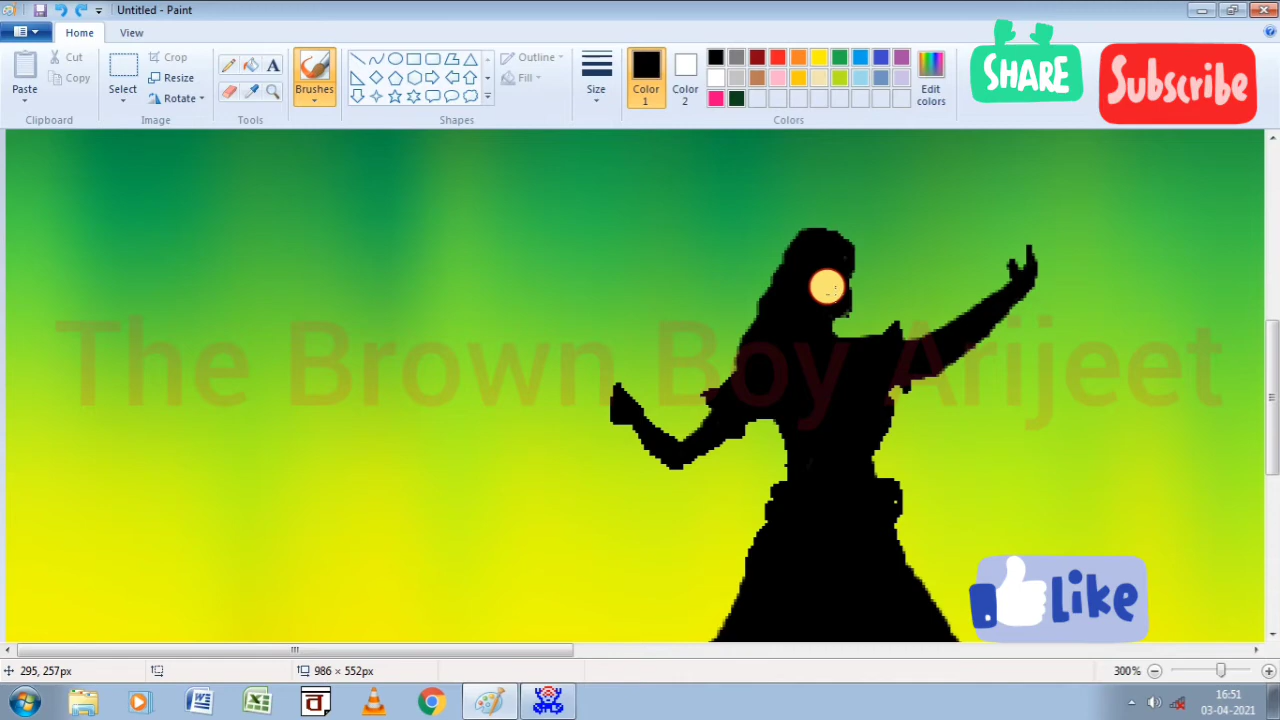 Untitled - Paint
Home
View
Paste
Cut
Copy
Clipboard
Select
Crop
Resize
Rotate
Image
A
Tools
Brushes
Outline
Fill
Shapes
Size
Color 1
Color 2
Edit colors
Colors
SHARE
Subscribe
The Brown Boy Arijeet
Like
295, 257px
986 × 552px
300%
16:51
03-04-2021